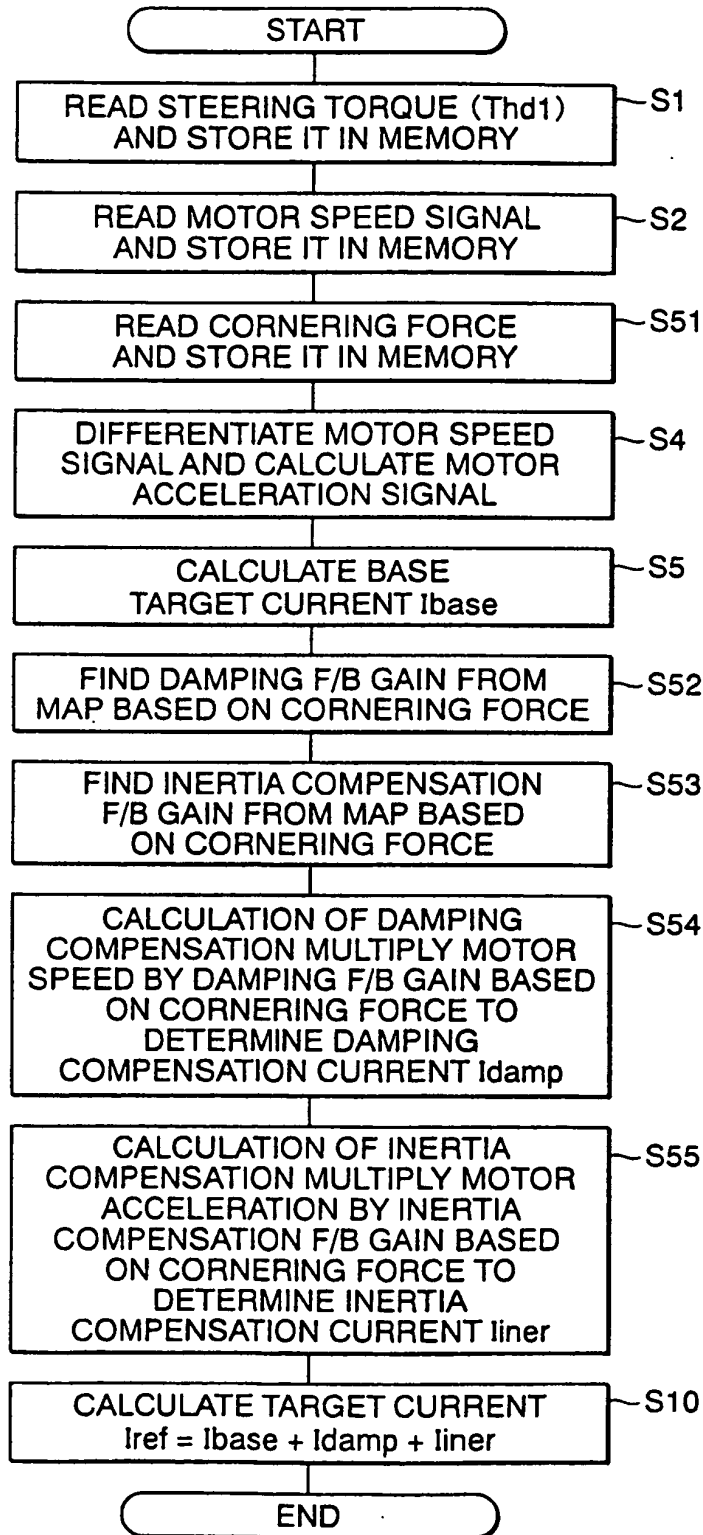 START
READ STEERING TORQUE (Thd1)
AND STORE IT IN MEMORY
S1
READ MOTOR SPEED SIGNAL
AND STORE IT IN MEMORY
S2
READ CORNERING FORCE
AND STORE IT IN MEMORY
S51
DIFFERENTIATE MOTOR SPEED
SIGNAL AND CALCULATE MOTOR
ACCELERATION SIGNAL
S4
CALCULATE BASE
TARGET CURRENT Ibase
S5
FIND DAMPING F/B GAIN FROM
MAP BASED ON CORNERING FORCE
S52
FIND INERTIA COMPENSATION
F/B GAIN FROM MAP BASED
ON CORNERING FORCE
S53
CALCULATION OF DAMPING
COMPENSATION MULTIPLY MOTOR
SPEED BY DAMPING F/B GAIN BASED
ON CORNERING FORCE TO
DETERMINE DAMPING
COMPENSATION CURRENT Idamp
S54
CALCULATION OF INERTIA
COMPENSATION MULTIPLY MOTOR
ACCELERATION BY INERTIA
COMPENSATION F/B GAIN BASED
ON CORNERING FORCE TO
DETERMINE INERTIA
COMPENSATION CURRENT Iiner
S55
CALCULATE TARGET CURRENT
Iref = Ibase + Idamp + Iiner
S10
END